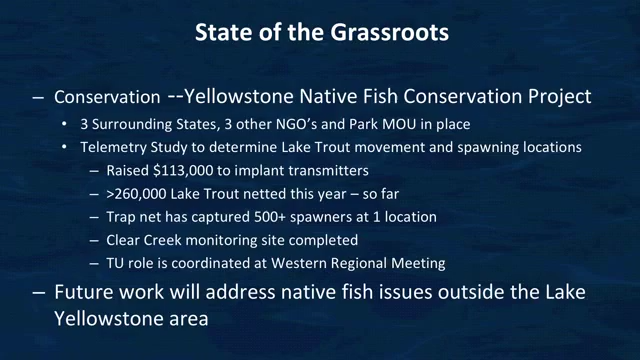 State of the Grassroots
– Conservation --Yellowstone Native Fish Conservation Project
• 3 Surrounding States, 3 other NGO's and Park MOU in place
• Telemetry Study to determine Lake Trout movement and spawning locations
– Raised $113,000 to implant transmitters
– >260,000 Lake Trout netted this year – so far
– Trap net has captured 500+ spawners at 1 location
– Clear Creek monitoring site completed
– TU role is coordinated at Western Regional Meeting
– Future work will address native fish issues outside the Lake
Yellowstone area